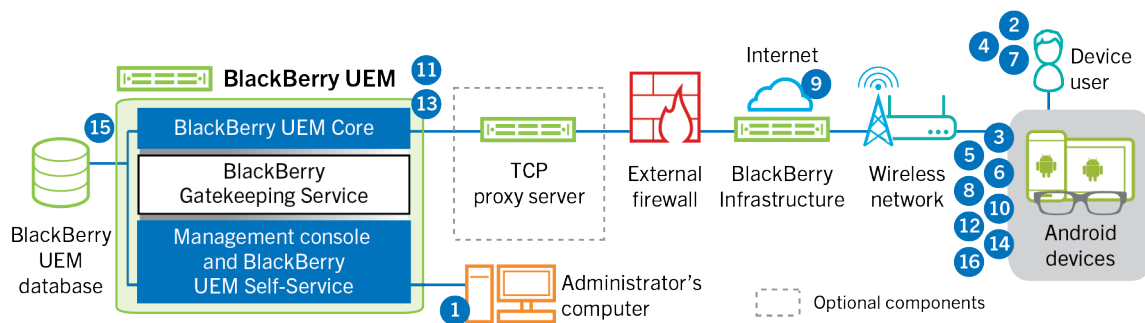 BlackBerry UEM
11
13
15
BlackBerry UEM Core
BlackBerry
Gatekeeping Service
Management console
and BlackBerry
UEM Self-Service
BlackBerry
UEM
database
1
Administrator's
computer
TCP
proxy server
External
firewall
Internet
9
BlackBerry
Infrastructure
Wireless
network
2
4
7
Device
user
3
5
6
8
10
12
14
16
Android
devices
Optional components